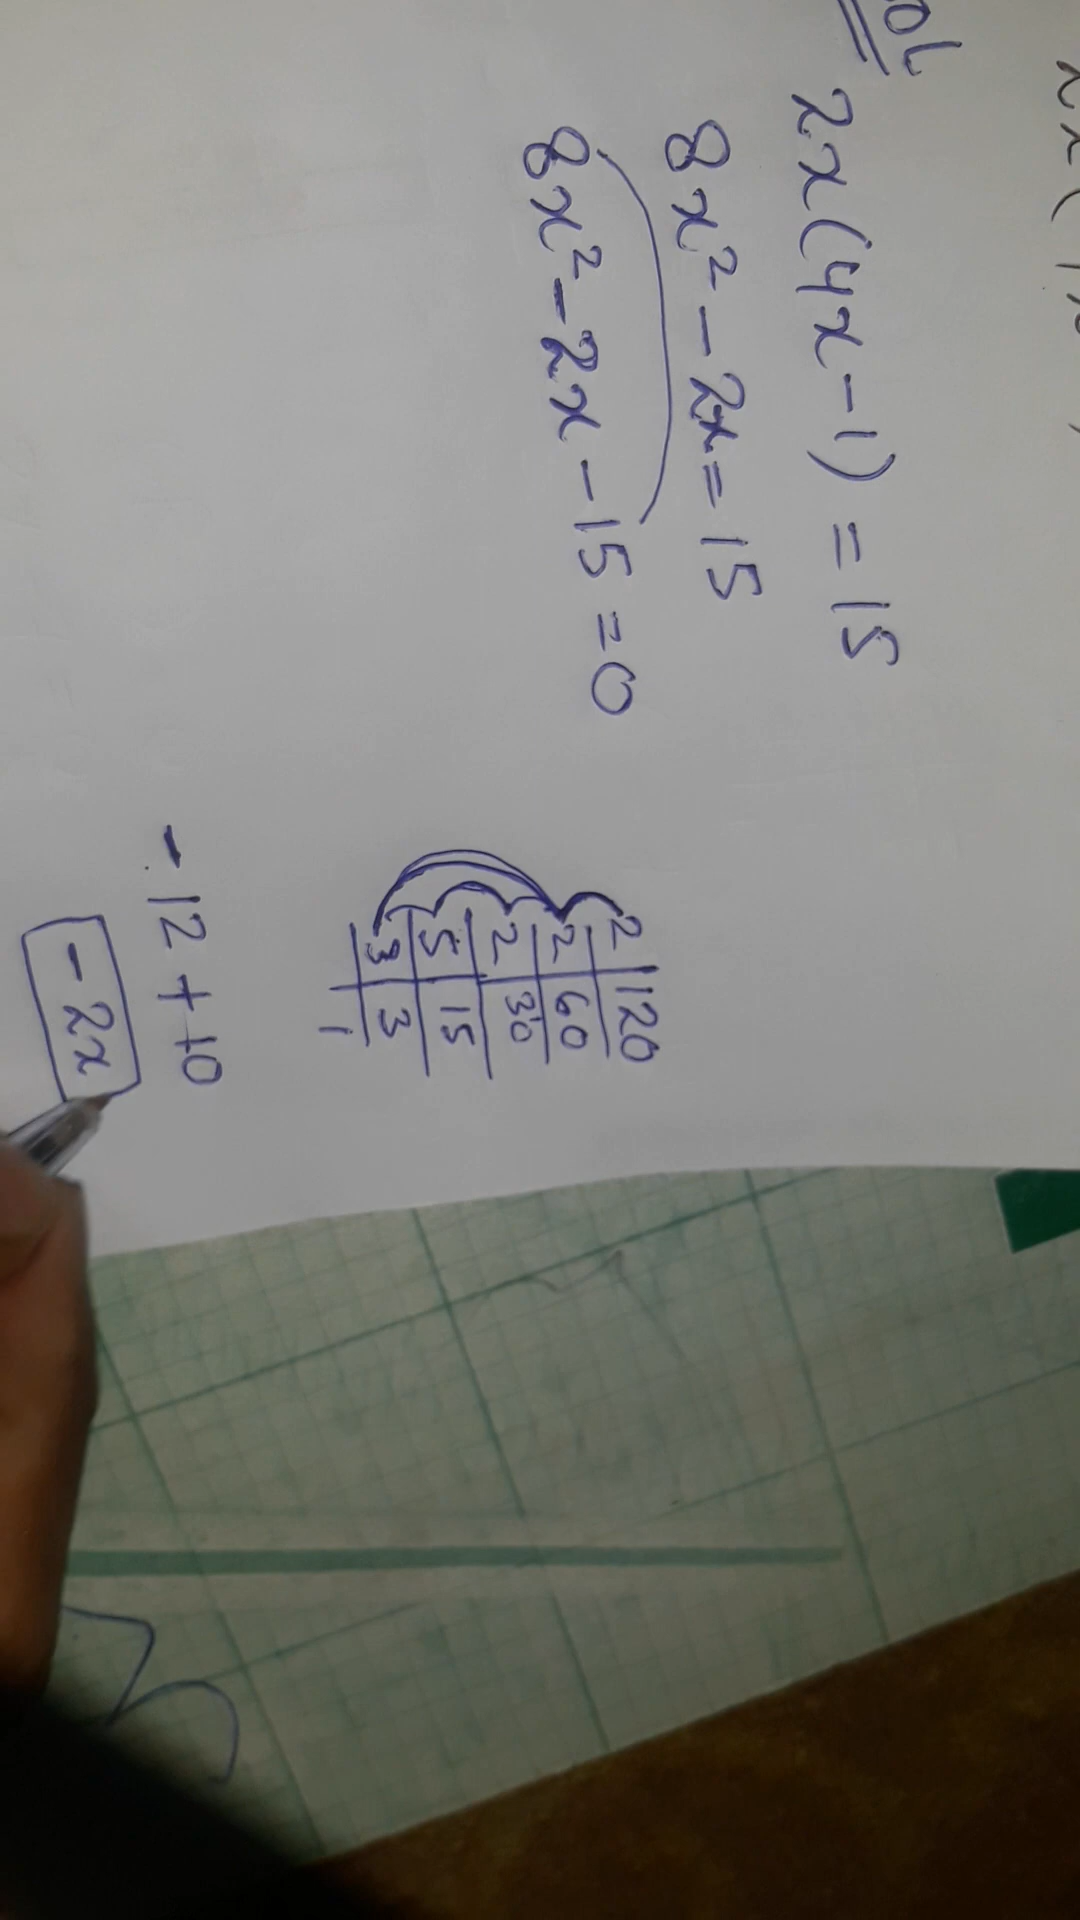 Sol
2x(4x-1) = 15
8x² - 2x = 15
8x² - 2x - 15 = 0
2 | 120
2 | 60
2 | 30
5 | 15
3 | 3
1
-12 + 10
-2x